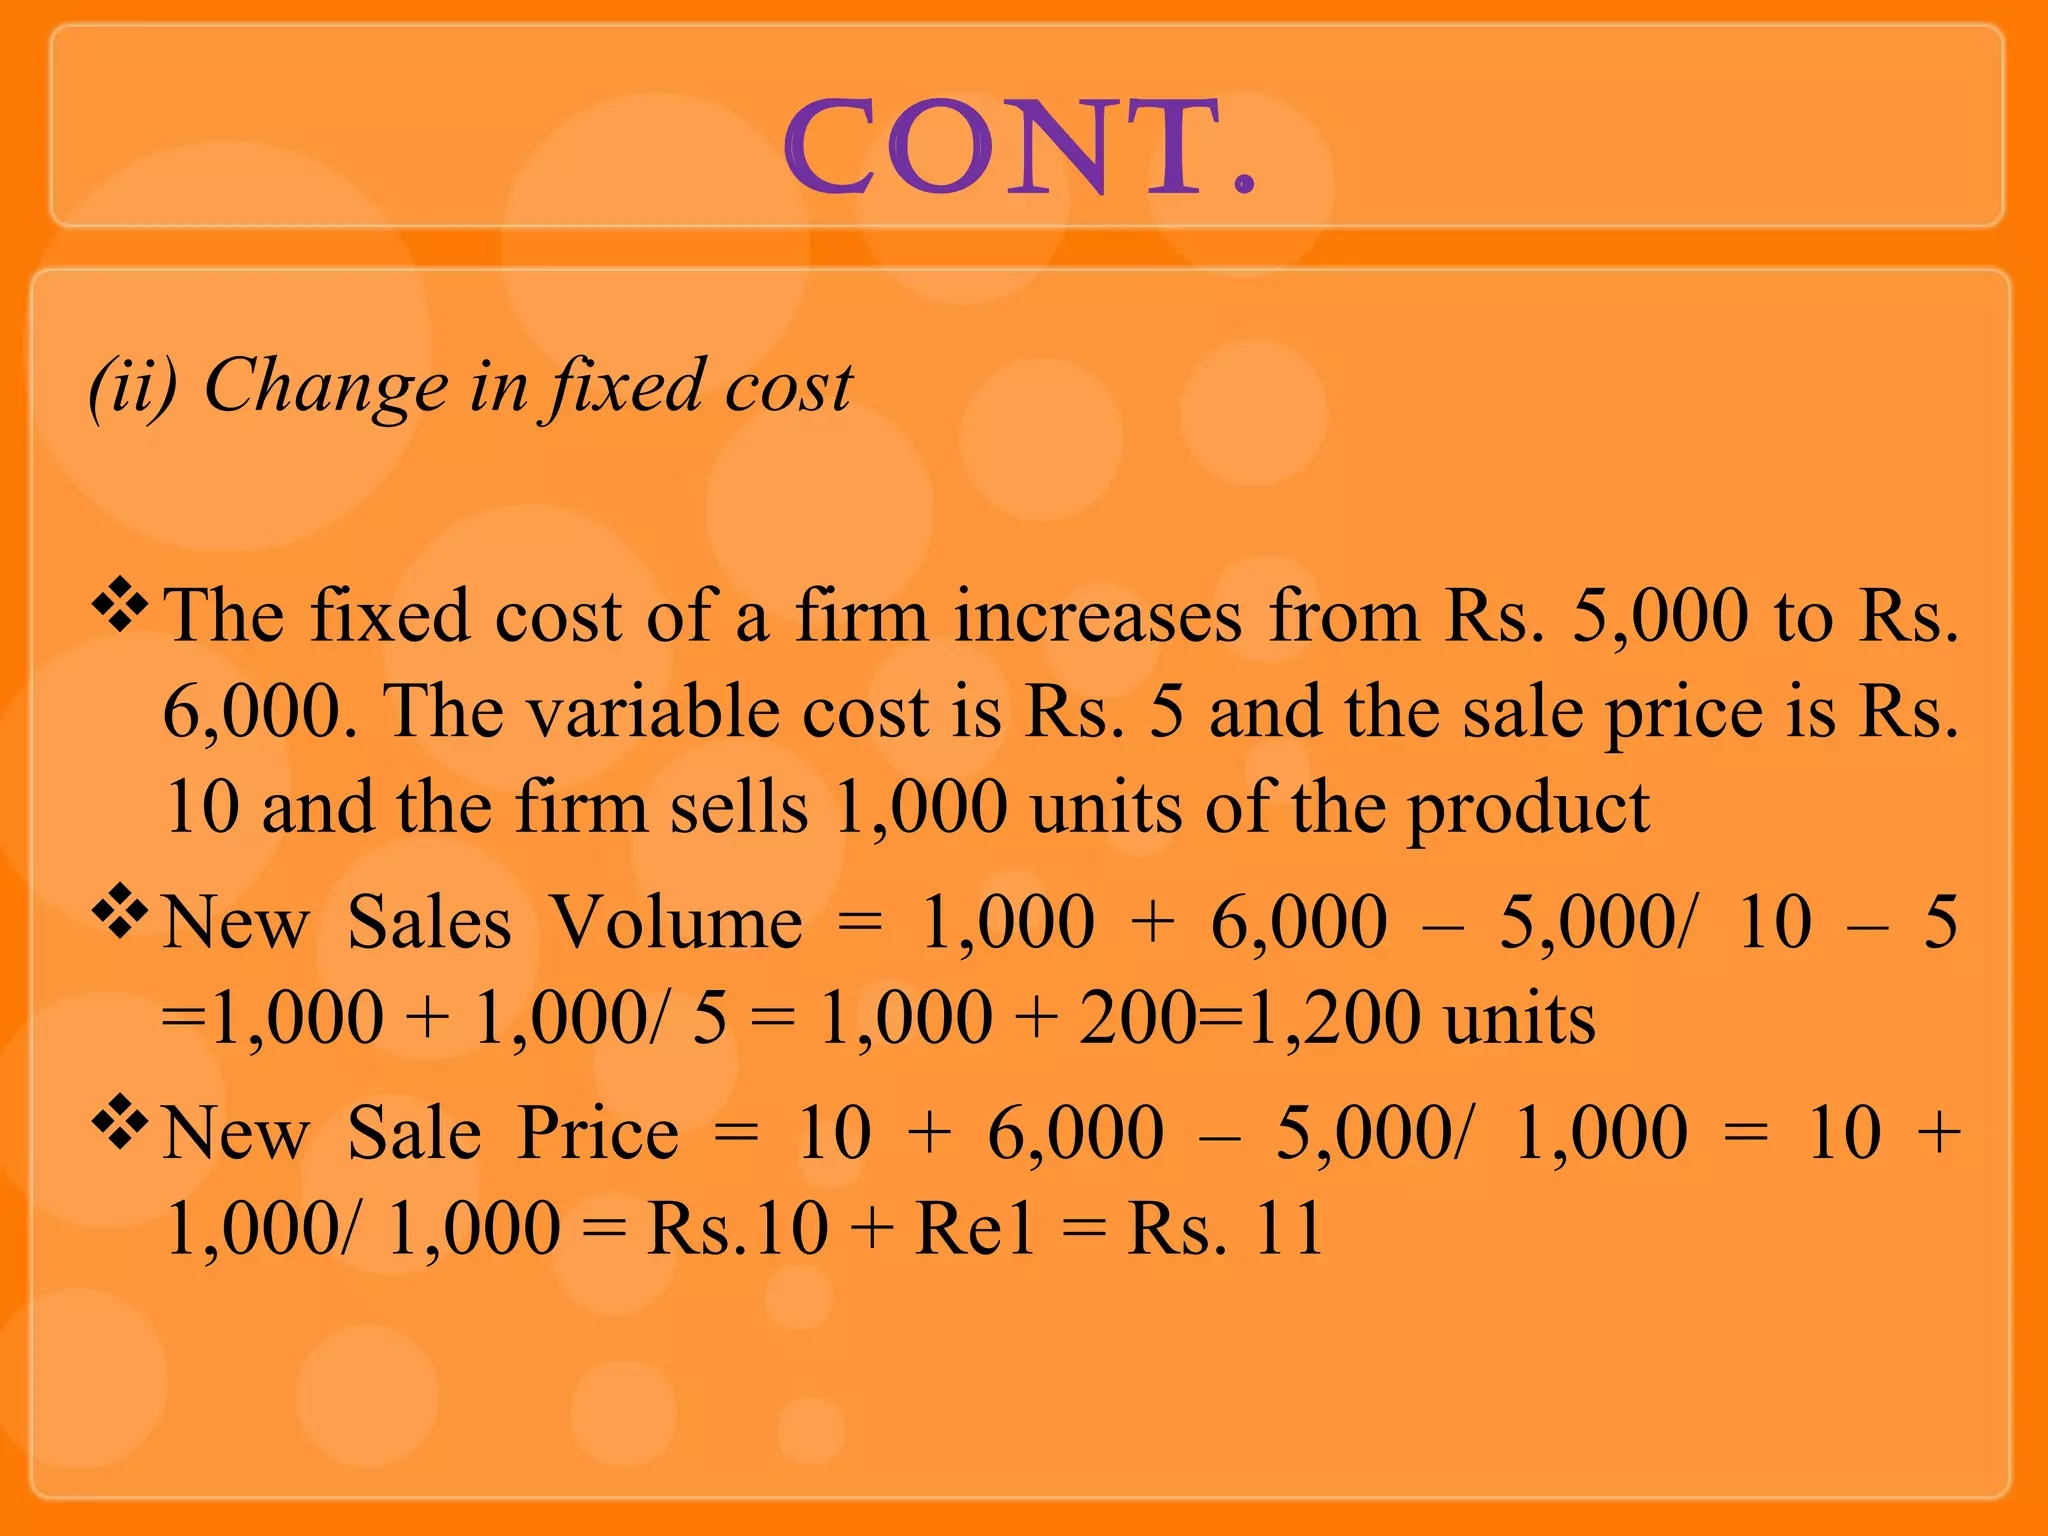 CONT.
(ii) Change in fixed cost
❖The fixed cost of a firm increases from Rs. 5,000 to Rs.
6,000. The variable cost is Rs. 5 and the sale price is Rs.
10 and the firm sells 1,000 units of the product
❖New Sales Volume = 1,000 + 6,000 – 5,000/ 10 – 5
=1,000 + 1,000/ 5 = 1,000 + 200=1,200 units
❖New Sale Price = 10 + 6,000 – 5,000/ 1,000 = 10 +
1,000/ 1,000 = Rs.10 + Re1 = Rs. 11